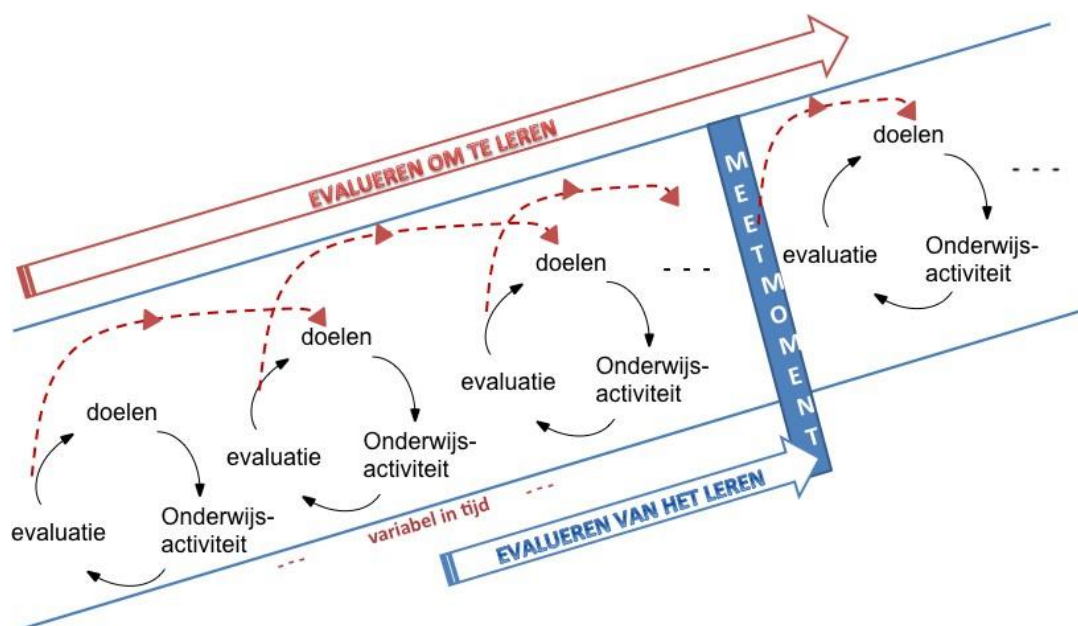 EVALUEREN OM TE LEREN
doelen
Onderwijs-
activiteit
evaluatie
doelen
Onderwijs-
activiteit
evaluatie
doelen
Onderwijs-
activiteit
evaluatie
- - -
MEETMOMENT
doelen
Onderwijs-
activiteit
evaluatie
- - - -
--- variabel in tijd ---
EVALUEREN VAN HET LEREN